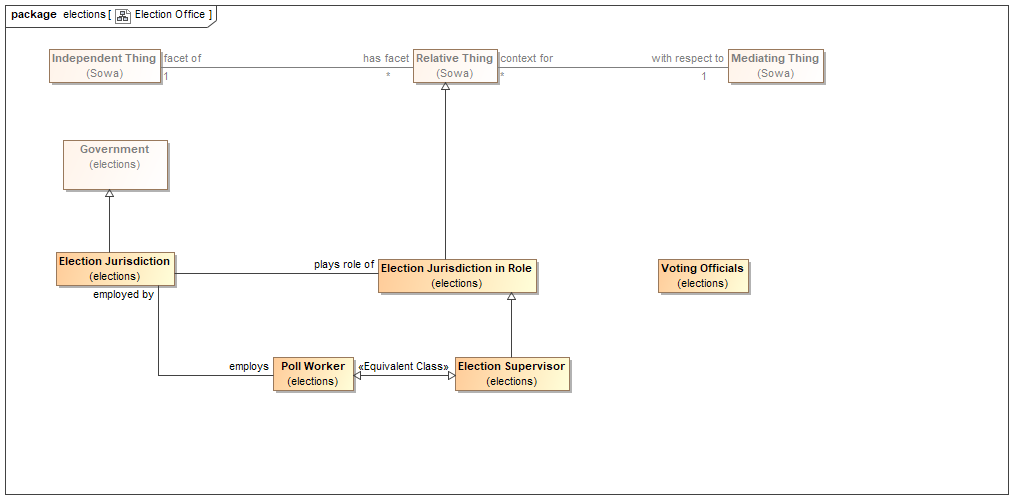 package elections [ Election Office ]
Independent Thing
(Sowa)
facet of
1
has facet
*
Relative Thing
(Sowa)
context for
*
with respect to
1
Mediating Thing
(Sowa)
Government
(elections)
Election Jurisdiction
(elections)
employed by
plays role of
Election Jurisdiction in Role
(elections)
Voting Officials
(elections)
employs
Poll Worker
(elections)
«Equivalent Class»
Election Supervisor
(elections)